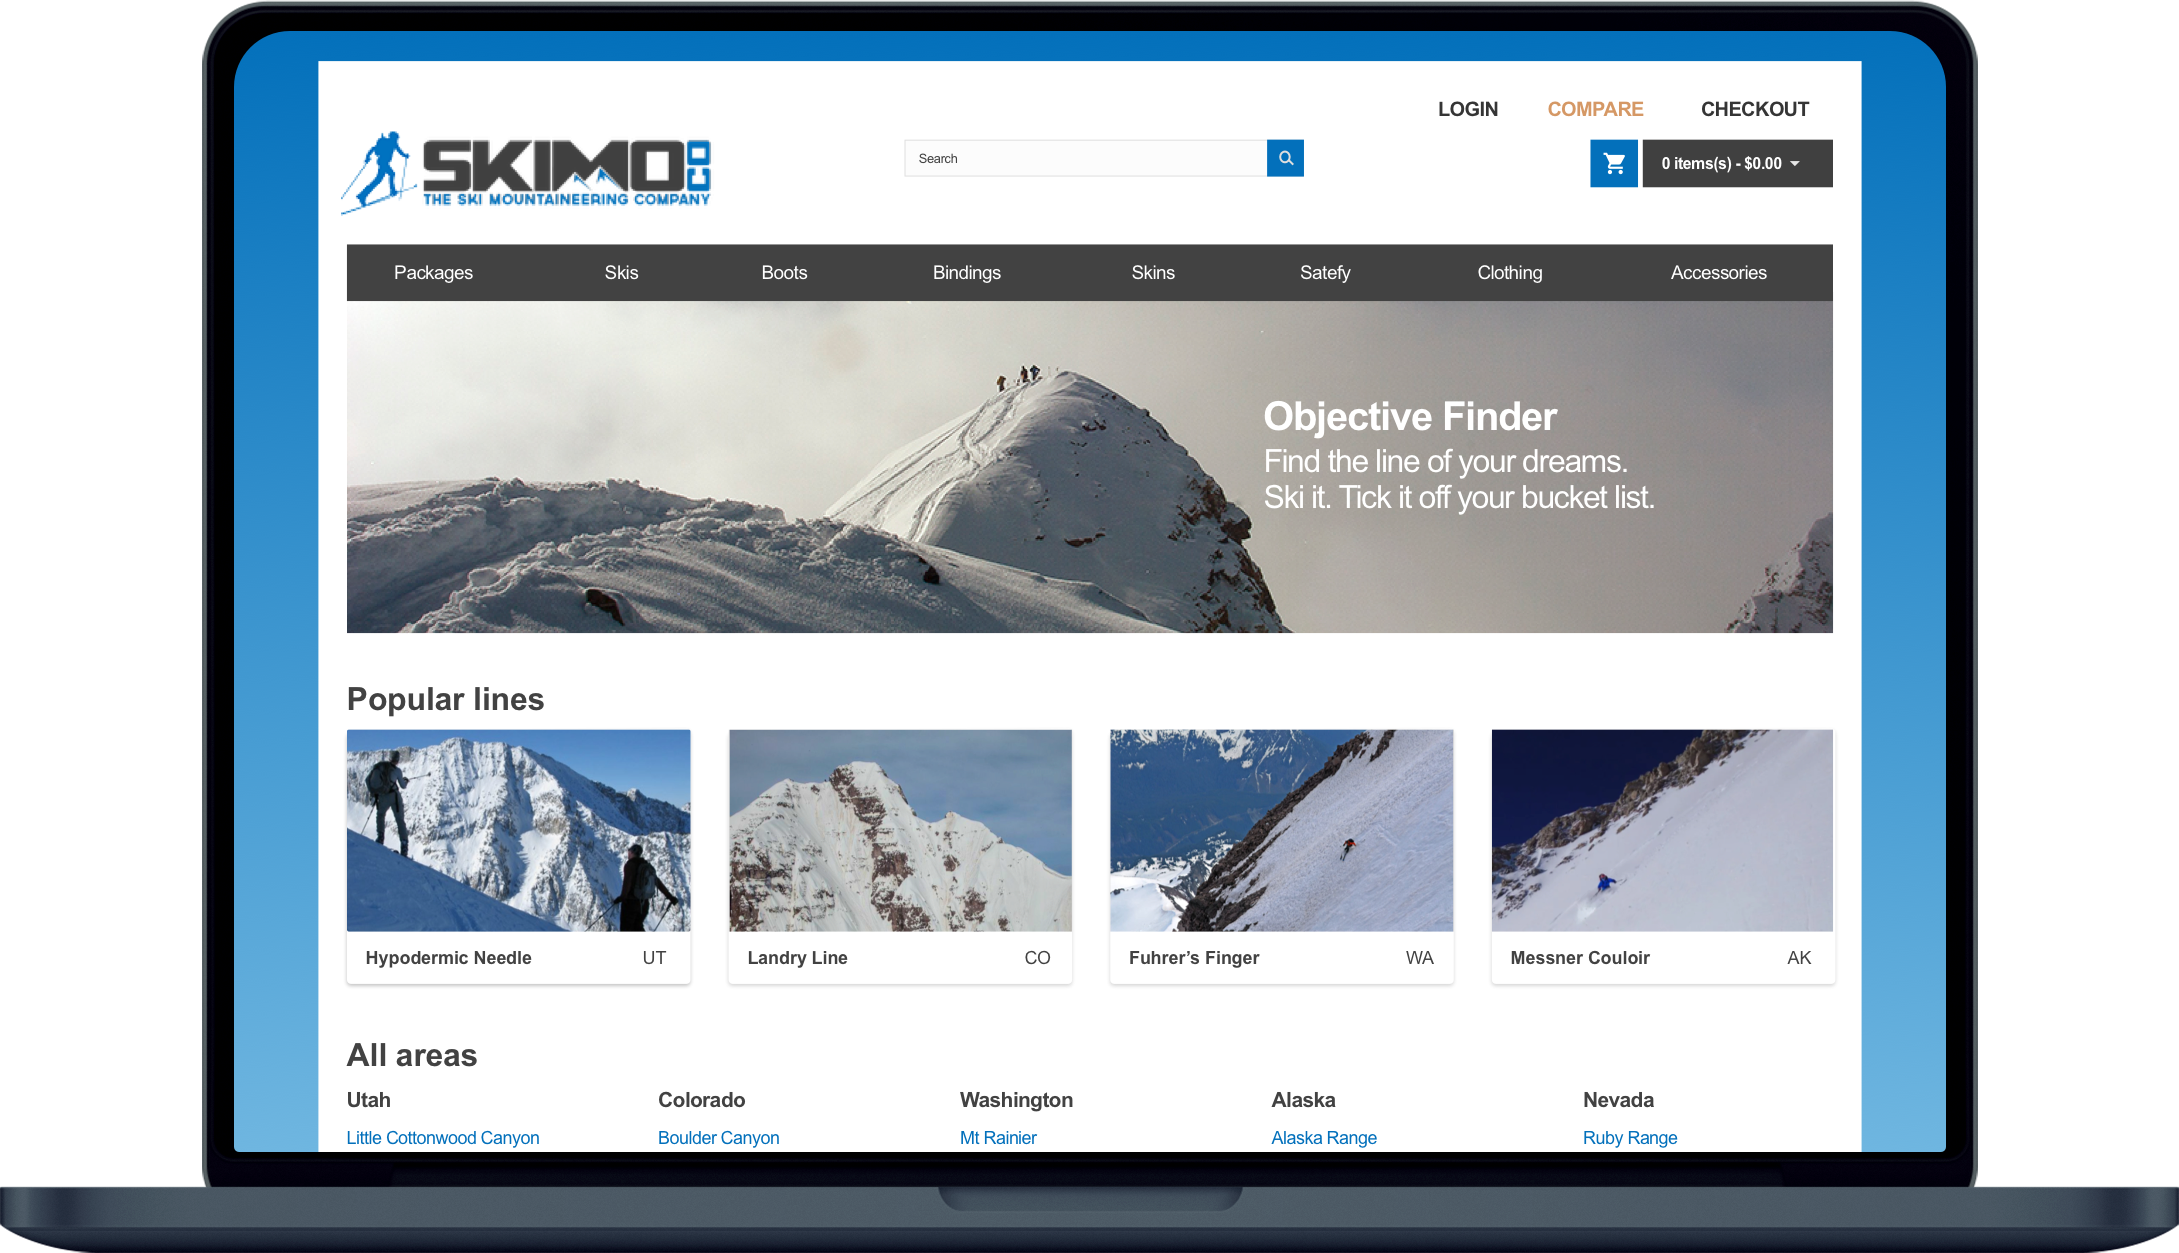 LOGIN COMPARE CHECKOUT
SKIMO CO
THE SKI MOUNTAINEERING COMPANY
Search
0 items(s) - $0.00
Packages Skis Boots Bindings Skins Satefy Clothing Accessories
Objective Finder
Find the line of your dreams.
Ski it. Tick it off your bucket list.
Popular lines
Hypodermic Needle UT
Landry Line CO
Fuhrer’s Finger WA
Messner Couloir AK
All areas
Utah Colorado Washington Alaska Nevada
Little Cottonwood Canyon Boulder Canyon Mt Rainier Alaska Range Ruby Range